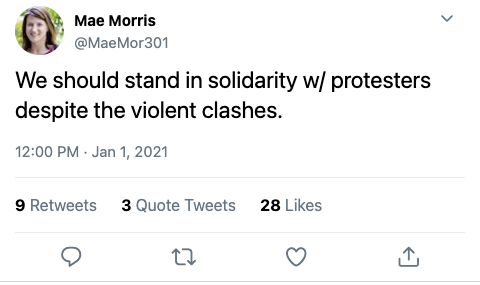 Mae Morris
@MaeMor301
We should stand in solidarity w/ protesters
despite the violent clashes.
12:00 PM · Jan 1, 2021
9 Retweets 3 Quote Tweets 28 Likes